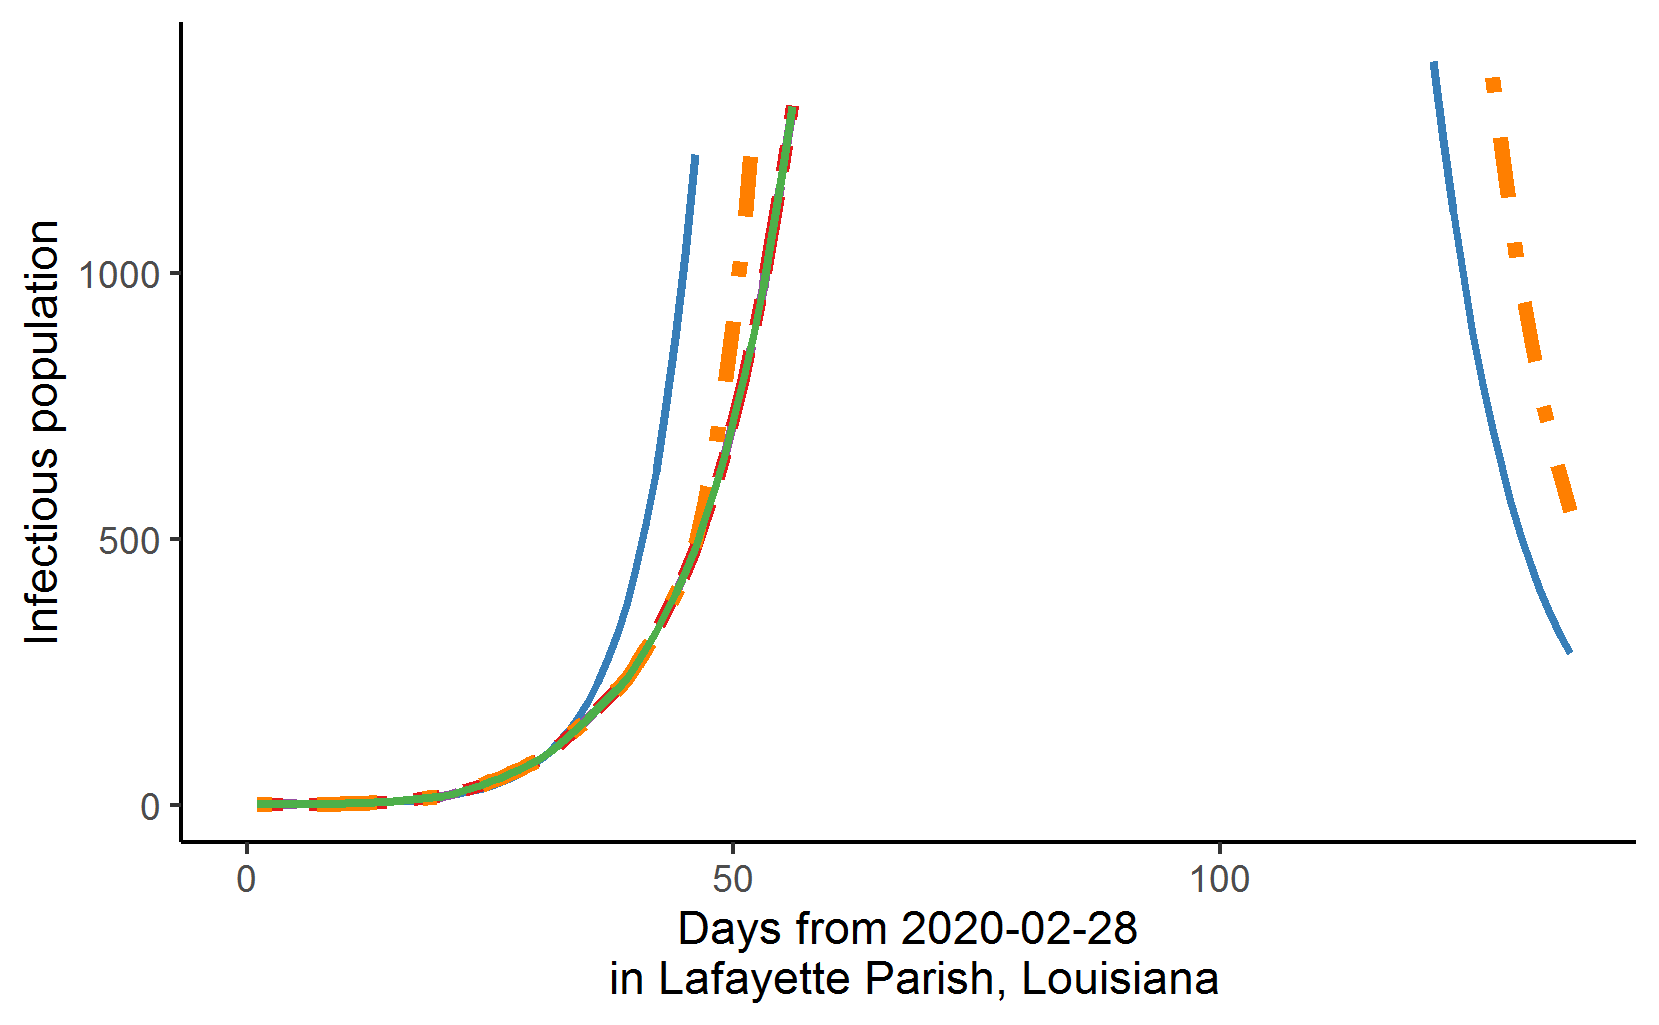 Infectious population
1000
500
0
0
50
100
Days from 2020-02-28
in Lafayette Parish, Louisiana